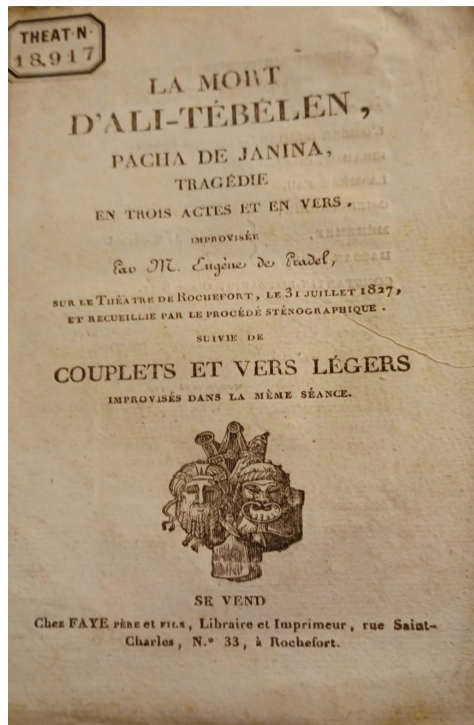 THEAT·N·
18,917
LA MORT
D'ALI-TÉBÉLEN,
PACHA DE JANINA,
TRAGÉDIE
EN TROIS ACTES ET EN VERS,
IMPROVISÉE
Par M. Eugène de Pradel,
SUR LE THÉATRE DE ROCHEFORT, LE 31 JUILLET 1827,
ET RECUEILLIE PAR LE PROCÉDÉ STÉNOGRAPHIQUE.
SUIVIE DE
COUPLETS ET VERS LÉGERS
IMPROVISÉS DANS LA MÈME SÉANCE.
SE VEND
Chez FAYE PÈRE et FILS, Libraire et Imprimeur, rue Saint-
Charles, N.º 33, à Rochefort.